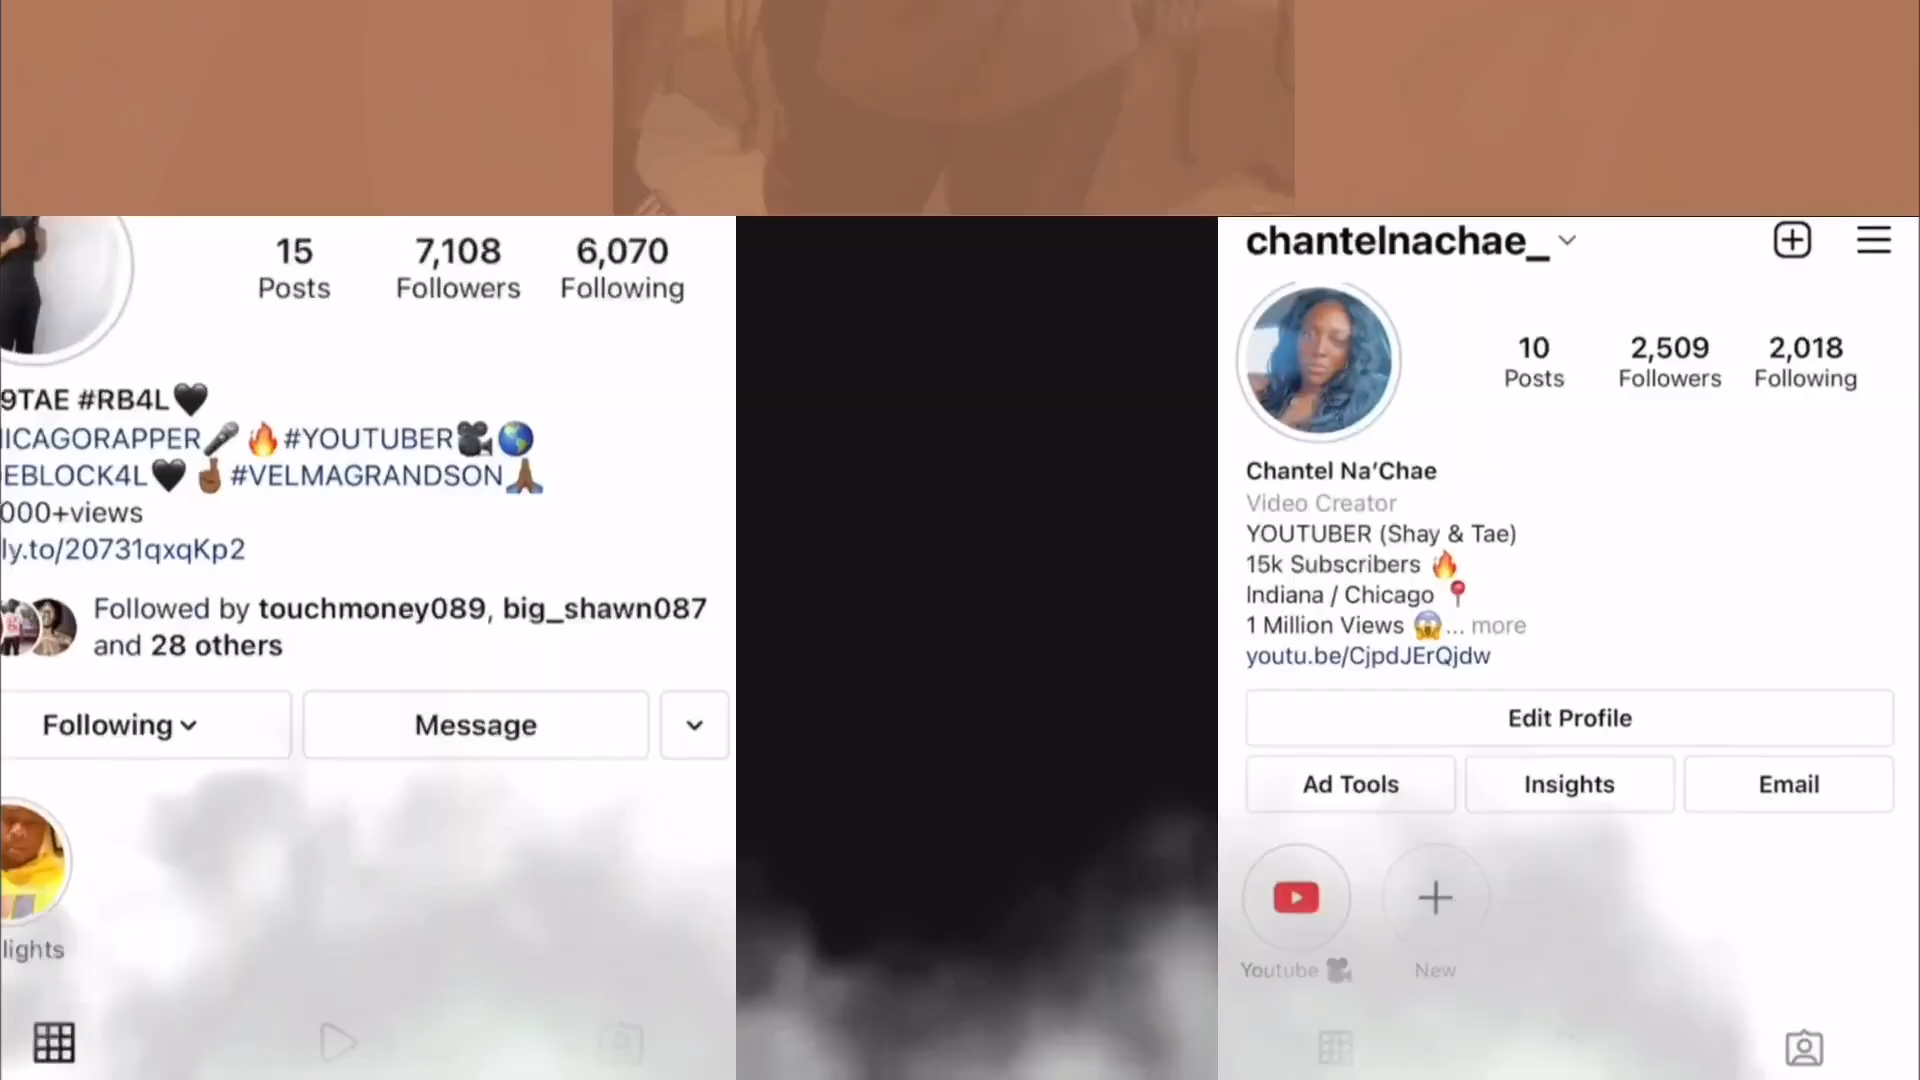 15 7,108 6,070
Posts Followers Following
9TAE #RB4L🖤
ICAGORAPPER🎤🔥#YOUTUBER🎥🌎
EBLOCK4L🖤🤞🏾#VELMAGRANDSON🙏🏾
000+views
ly.to/20731qxqKp2
Followed by touchmoney089, big_shawn087
and 28 others
Following Message
lights
chantelnachae_
10 2,509 2,018
Posts Followers Following
Chantel Na'Chae
Video Creator
YOUTUBER (Shay & Tae)
15k Subscribers 🔥
Indiana / Chicago 📍
1 Million Views 😱... more
youtu.be/CjpdJErQjdw
Edit Profile
Ad Tools Insights Email
Youtube 🎥 New